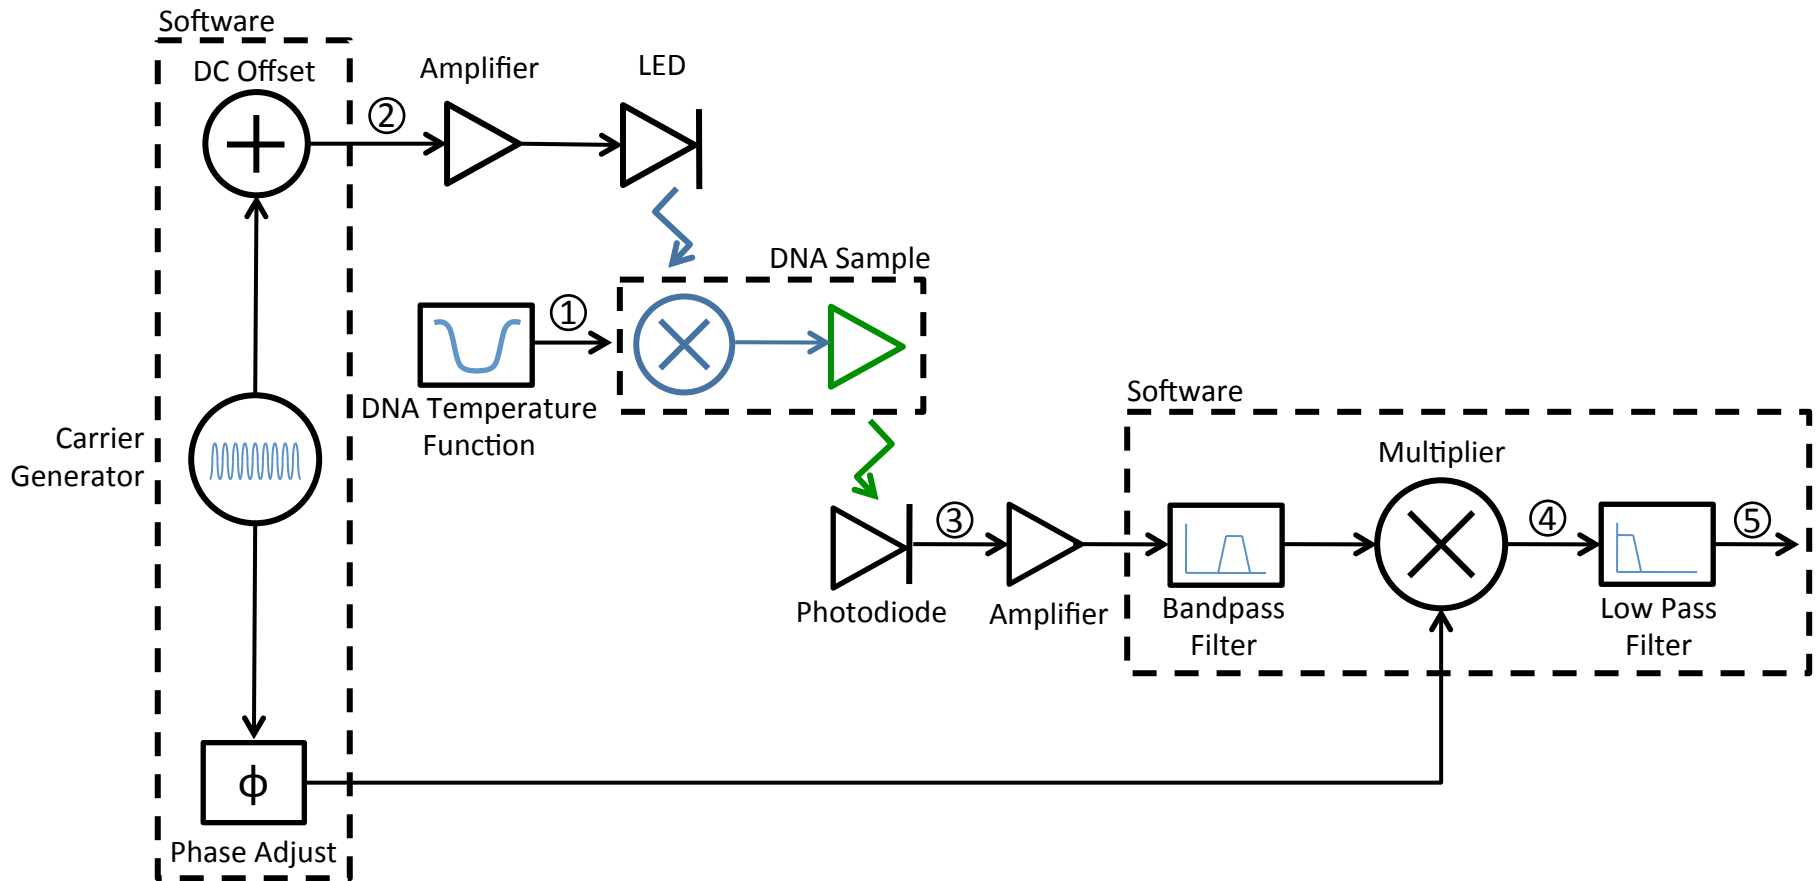 Software
DC Offset
②
Amplifier
LED
DNA Sample
①
DNA Temperature
Function
Carrier
Generator
Software
Multiplier
③
④
⑤
Photodiode
Amplifier
Bandpass
Filter
Low Pass
Filter
ϕ
Phase Adjust